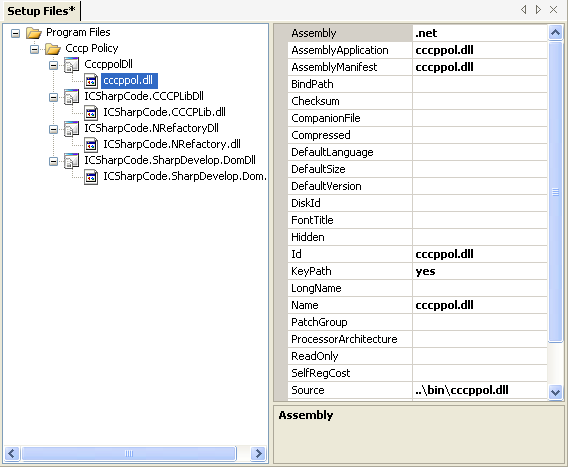 Setup Files*
Program Files
Cccp Policy
CccppolDll
cccppol.dll
ICSharpCode.CCCPLibDll
ICSharpCode.CCCPLib.dll
ICSharpCode.NRefactoryDll
ICSharpCode.NRefactory.dll
ICSharpCode.SharpDevelop.DomDll
ICSharpCode.SharpDevelop.Dom.
Assembly .net
AssemblyApplication cccppol.dll
AssemblyManifest cccppol.dll
BindPath
Checksum
CompanionFile
Compressed
DefaultLanguage
DefaultSize
DefaultVersion
DiskId
FontTitle
Hidden
Id cccppol.dll
KeyPath yes
LongName
Name cccppol.dll
PatchGroup
ProcessorArchitecture
ReadOnly
SelfRegCost
Source ..\bin\cccppol.dll
Assembly